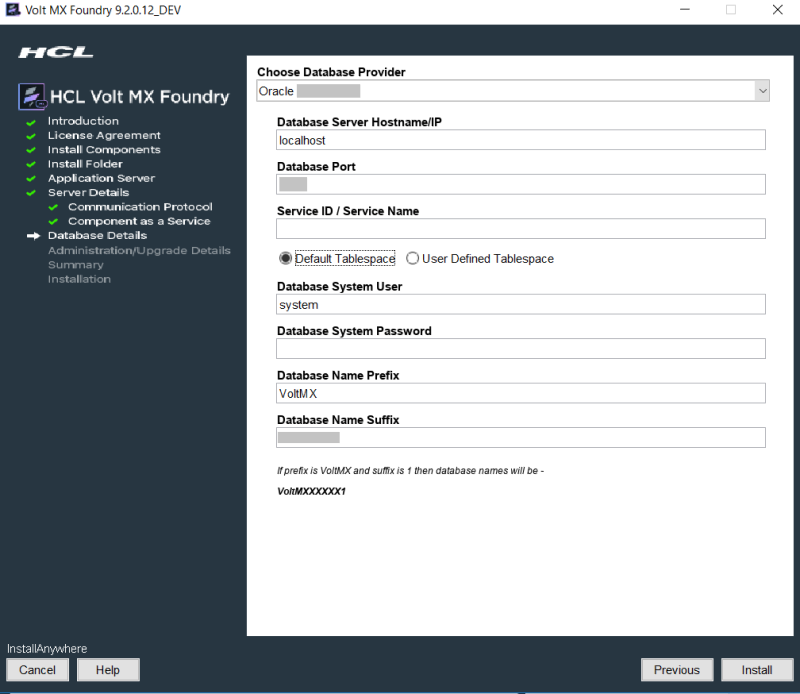 Volt MX Foundry 9.2.0.12_DEV
HCL
HCL Volt MX Foundry
Introduction
License Agreement
Install Components
Install Folder
Application Server
Server Details
Communication Protocol
Component as a Service
Database Details
Administration/Upgrade Details
Summary
Installation
Choose Database Provider
Oracle
Database Server Hostname/IP
localhost
Database Port
Service ID / Service Name
Default Tablespace User Defined Tablespace
Database System User
system
Database System Password
Database Name Prefix
VoltMX
Database Name Suffix
If prefix is VoltMX and suffix is 1 then database names will be -
VoltMXXXXXX1
InstallAnywhere
Cancel Help Previous Install